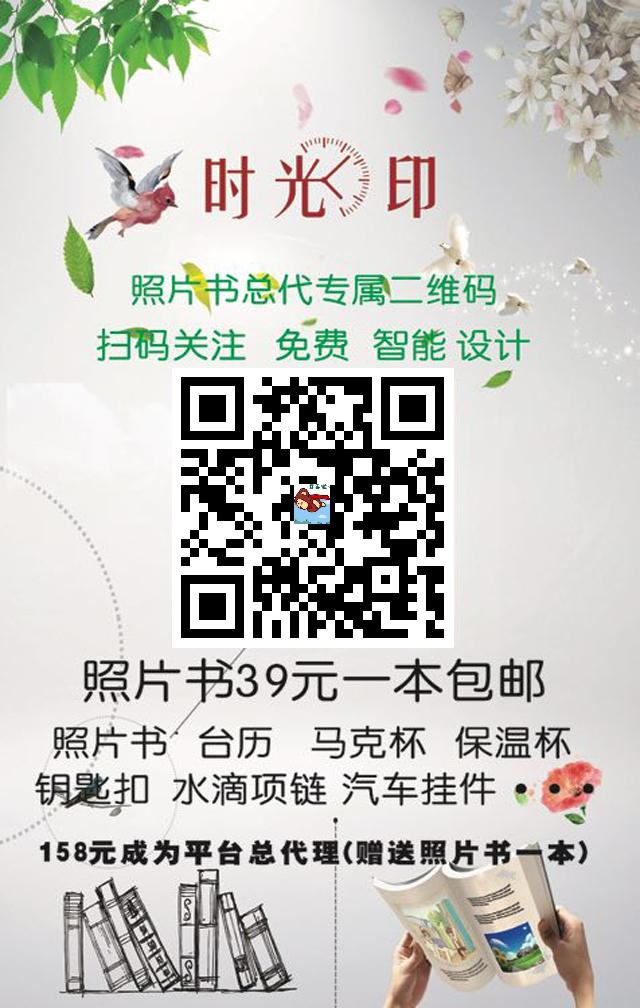 时光印
照片书总代专属二维码
扫码关注 免费 智能 设计
照片书39元一本包邮
照片书 台历 马克杯 保温杯
钥匙扣 水滴项链 汽车挂件
158元成为平台总代理(赠送照片书一本)